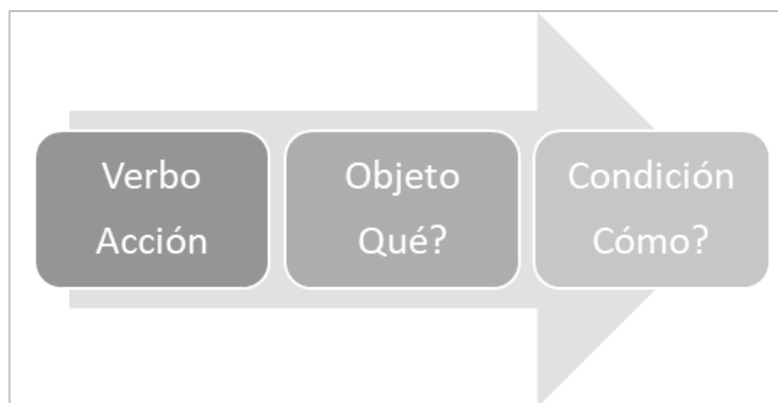 Verbo
Acción
Objeto
Qué?
Condición
Cómo?